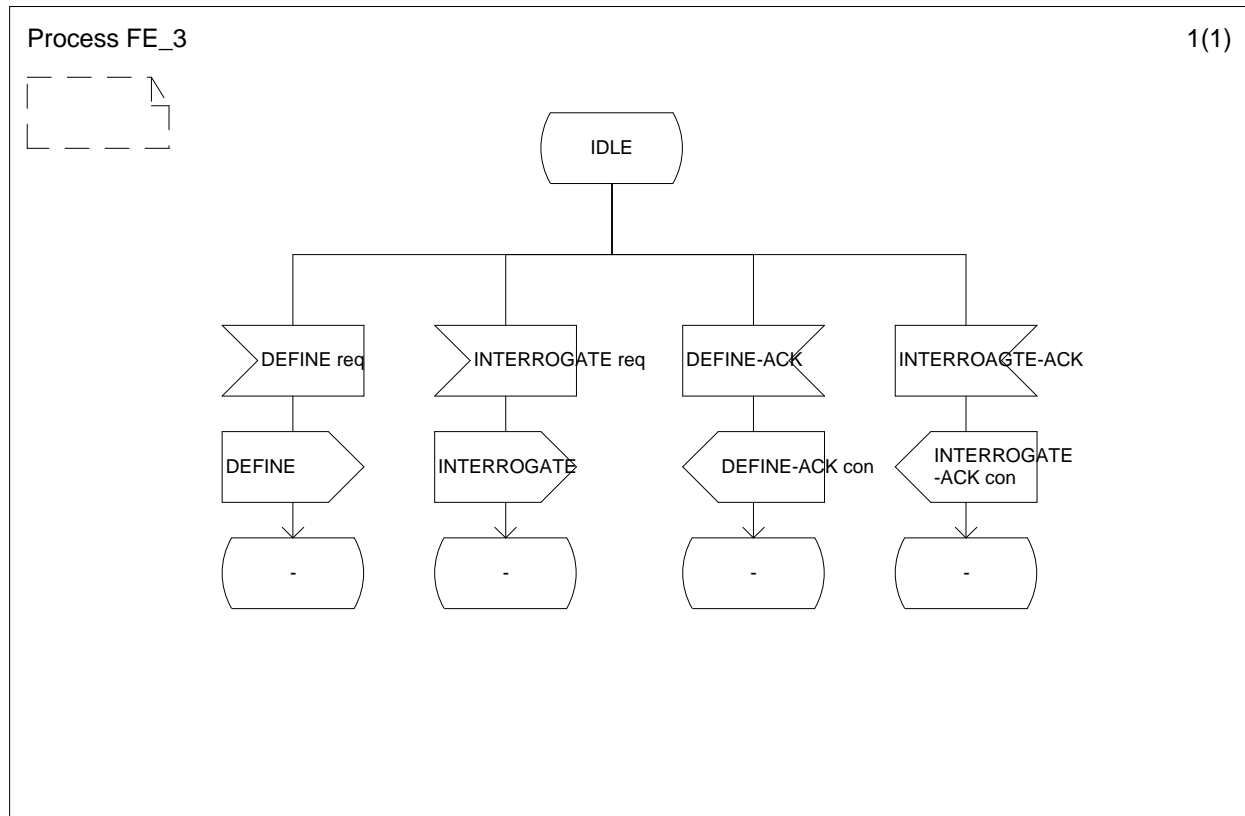 Process FE_3
1(1)
IDLE
DEFINE req
INTERROGATE req
DEFINE-ACK
INTERROAGTE-ACK
DEFINE
INTERROGATE
DEFINE-ACK con
INTERROGATE
-ACK con
-
-
-
-